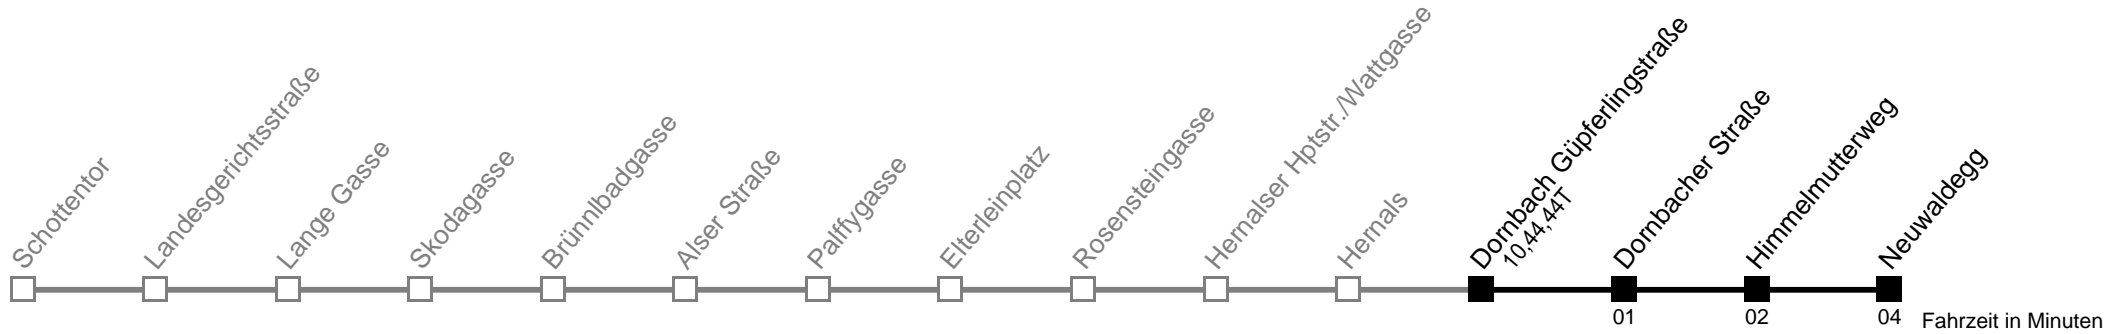 Schottentor
Landesgerichtsstraße
Lange Gasse
Skodagasse
Brünnlbadgasse
Alser Straße
Palffygasse
Elterleinplatz
Rosensteingasse
Hernalser Hptstr./Wattgasse
Hernals
Dornbach Güpferlingstraße
10,44,44T
Dornbacher Straße
Himmelmutterweg
Neuwaldegg
01
02
04
Fahrzeit in Minuten